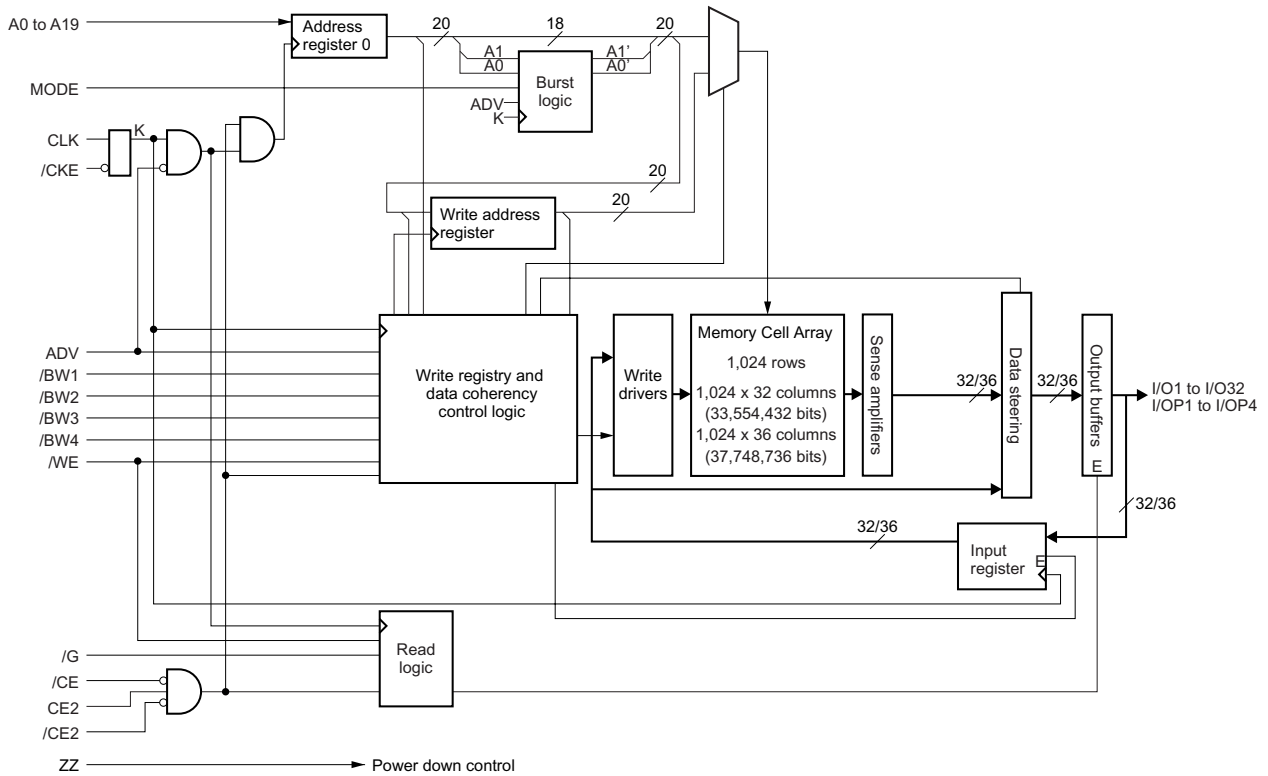 A0 to A19
Address
register 0
20
18
20
A1
A0
A1’
A0’
MODE
Burst
logic
ADV
K
CLK
K
/CKE
20
20
Write address
register
ADV
/BW1
/BW2
/BW3
/BW4
/WE
Write registry and
data coherency
control logic
Write
drivers
Memory Cell Array
1,024 rows
1,024 x 32 columns
(33,554,432 bits)
1,024 x 36 columns
(37,748,736 bits)
Sense amplifiers
32/36
Data steering
32/36
Output buffers
E
I/O1 to I/O32
I/OP1 to I/OP4
32/36
32/36
Input
register
E
Read
logic
/G
/CE
CE2
/CE2
ZZ
Power down control